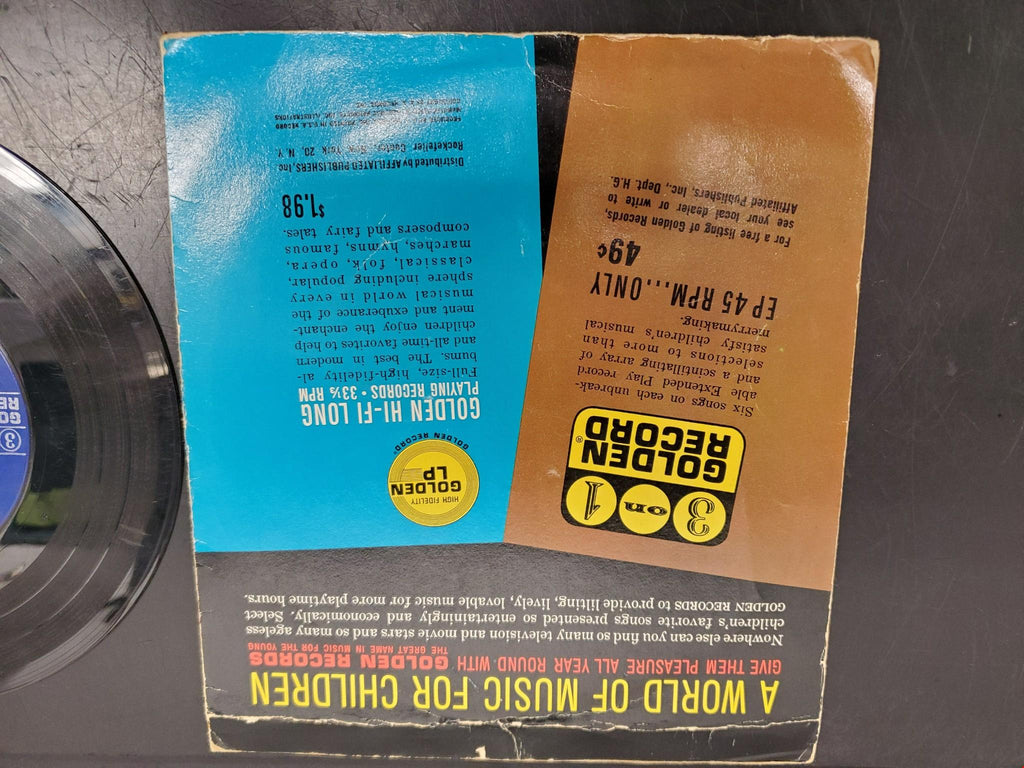 A WORLD OF MUSIC FOR CHILDREN
GIVE THEM PLEASURE ALL YEAR ROUND WITH GOLDEN RECORDS
THE GREAT NAME IN MUSIC FOR THE YOUNG
Nowhere else can you find so many television and movie stars and so many ageless
children's favorite songs presented so entertainingly and economically. Select
GOLDEN RECORDS to provide lilting, lively, lovable music for more playtime hours.
3 on 1
GOLDEN
RECORD®
Six songs on each unbreak-
able Extended Play record
and a scintillating array of
selections to more than
satisfy children's musical
merrymaking.
EP 45 RPM...ONLY
49¢
For a free listing of Golden Records,
see your local dealer or write to
Affiliated Publishers, Inc., Dept. H.G.
HIGH FIDELITY
GOLDEN
LP
GOLDEN RECORD®
GOLDEN HI-FI LONG
PLAYING RECORDS • 33⅓ RPM
Full-size, high-fidelity al-
bums. The best in modern
and all-time favorites to help
children enjoy the enchant-
ment and exuberance of the
musical world in every
sphere including popular,
classical, folk, opera,
marches, hymns, famous
composers and fairy tales.
$1.98
Distributed by AFFILIATED PUBLISHERS, Inc
Rockefeller Center, New York 20, N. Y.
PRINTED IN U.S.A.
GO
RE
3